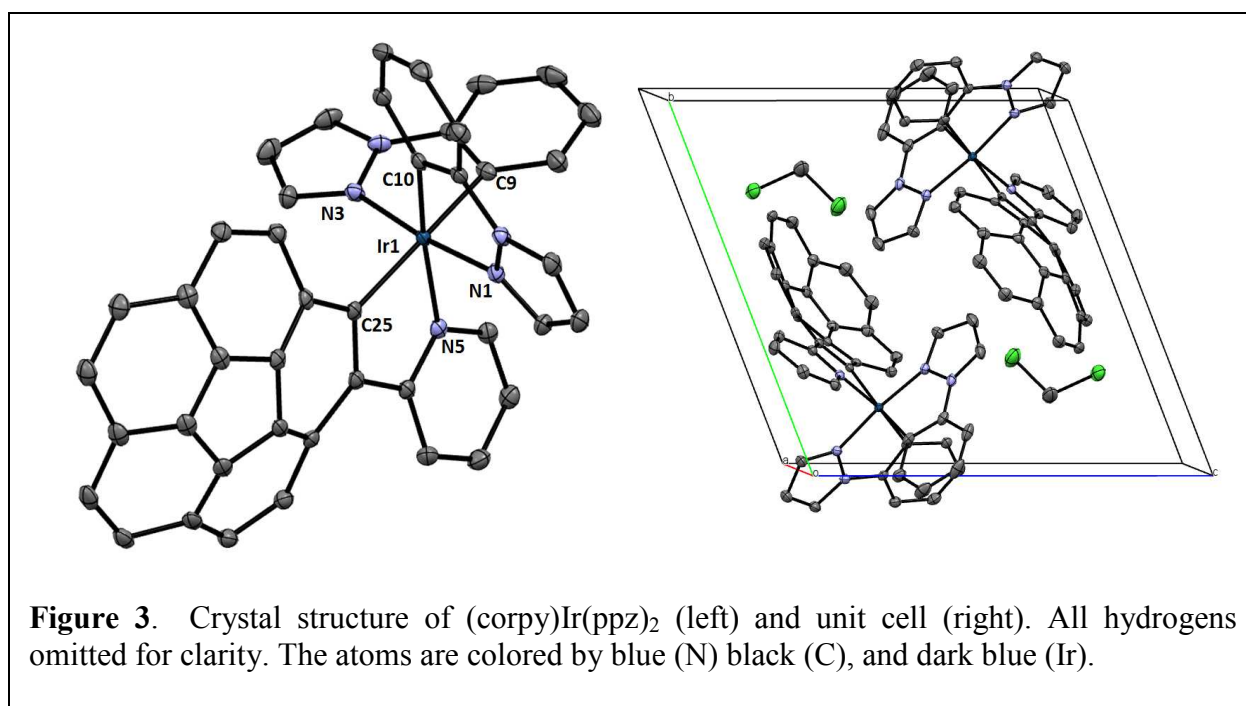 C10
C9
N3
Ir1
N1
C25
N5
b
a
o
c
Figure 3. Crystal structure of (corpy)Ir(ppz)₂ (left) and unit cell (right). All hydrogens
omitted for clarity. The atoms are colored by blue (N) black (C), and dark blue (Ir).